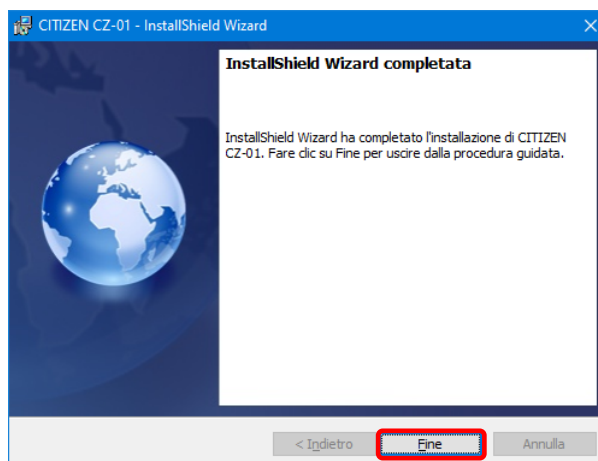 CITIZEN CZ-01 - InstallShield Wizard
InstallShield Wizard completata
InstallShield Wizard ha completato l'installazione di CITIZEN
CZ-01. Fare clic su Fine per uscire dalla procedura guidata.
< Indietro
Fine
Annulla